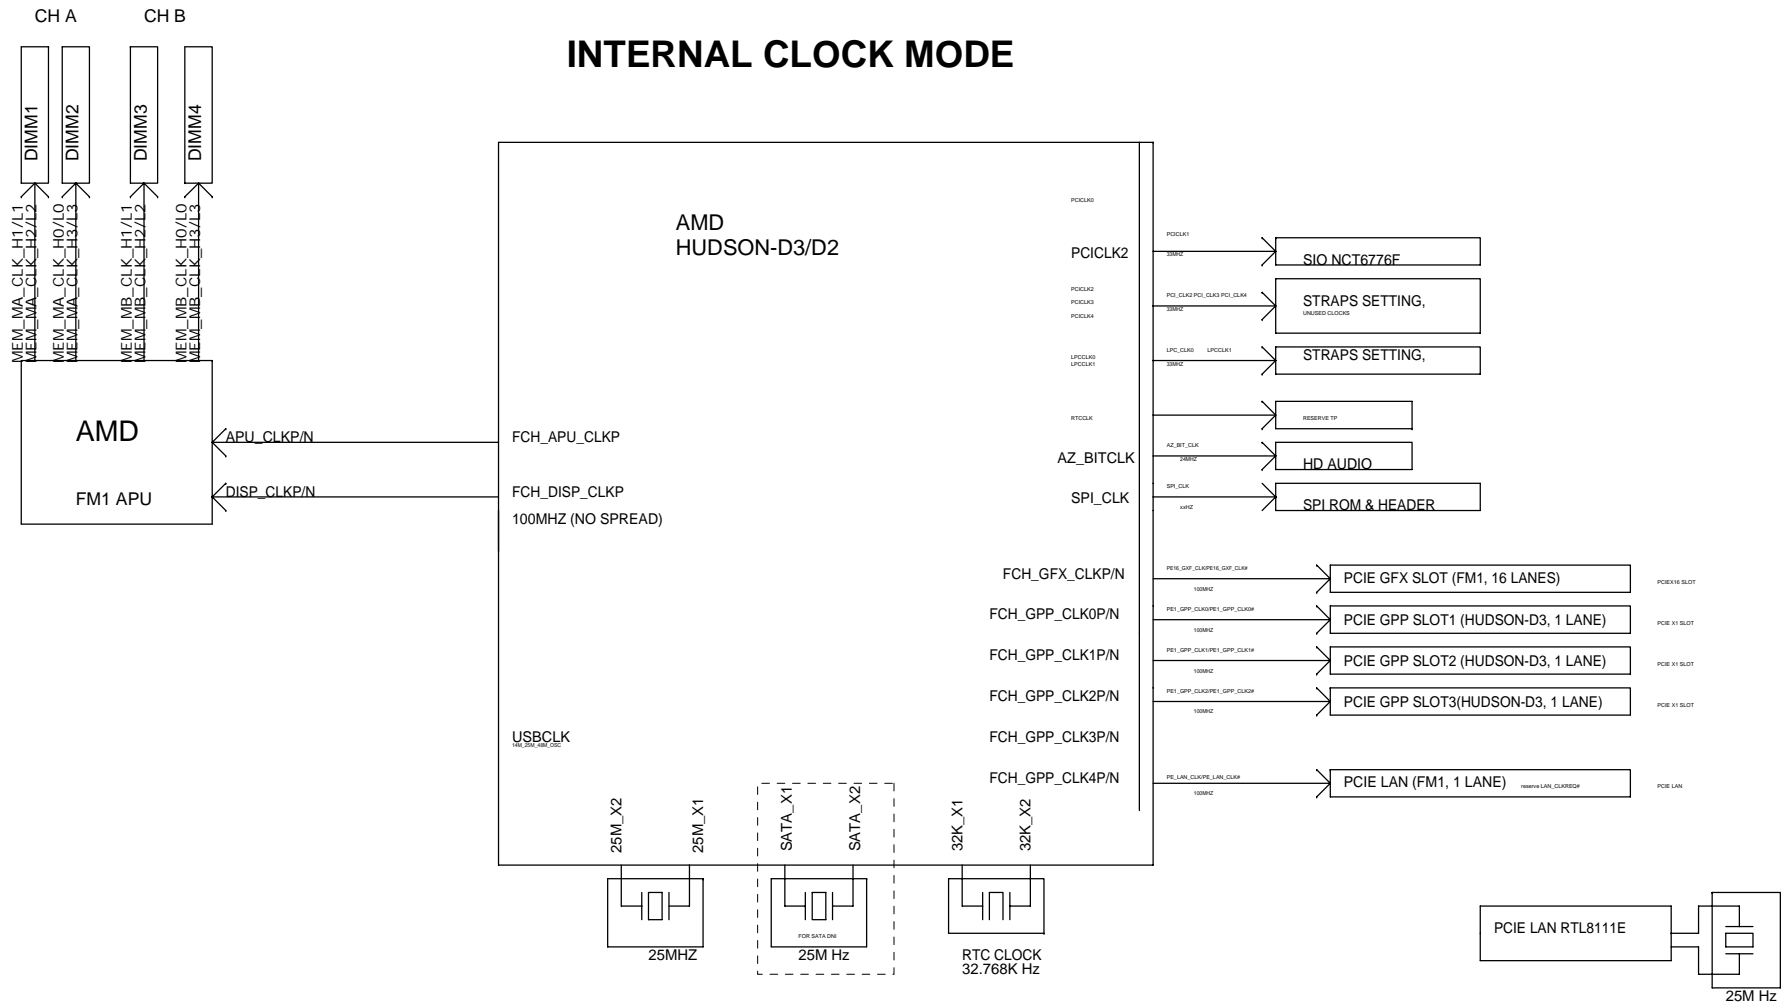 CH A
CH B
INTERNAL CLOCK MODE
DIMM1
DIMM2
DIMM3
DIMM4
MEM_MA_CLK_H1/L1
MEM_MA_CLK_H2/L2
MEM_MA_CLK_H0/L0
MEM_MA_CLK_H3/L3
MEM_MB_CLK_H1/L1
MEM_MB_CLK_H2/L2
MEM_MB_CLK_H0/L0
MEM_MB_CLK_H3/L3
AMD
FM1 APU
APU_CLKP/N
DISP_CLKP/N
AMD
HUDSON-D3/D2
FCH_APU_CLKP
FCH_DISP_CLKP
100MHZ (NO SPREAD)
USBCLK
14M_25M_48M_OSC
PCICLK0
PCICLK2
PCICLK1
33MHZ
SIO NCT6776F
PCICLK2
PCICLK3
PCICLK4
PCI_CLK2 PCI_CLK3 PCI_CLK4
33MHZ
STRAPS SETTING,
UNUSED CLOCKS
LPCCLK0
LPCCLK1
LPC_CLK0 LPCCLK1
33MHZ
STRAPS SETTING,
RTCCLK
RESERVE TP
AZ_BITCLK
AZ_BIT_CLK
24MHZ
HD AUDIO
SPI_CLK
SPI_CLK
xxHZ
SPI ROM & HEADER
FCH_GFX_CLKP/N
PE16_GXF_CLK/PE16_GXF_CLK#
100MHZ
PCIE GFX SLOT (FM1, 16 LANES)
PCIEX16 SLOT
FCH_GPP_CLK0P/N
PE1_GPP_CLK0/PE1_GPP_CLK0#
100MHZ
PCIE GPP SLOT1 (HUDSON-D3, 1 LANE)
PCIE X1 SLOT
FCH_GPP_CLK1P/N
PE1_GPP_CLK1/PE1_GPP_CLK1#
100MHZ
PCIE GPP SLOT2 (HUDSON-D3, 1 LANE)
PCIE X1 SLOT
FCH_GPP_CLK2P/N
PE1_GPP_CLK2/PE1_GPP_CLK2#
100MHZ
PCIE GPP SLOT3(HUDSON-D3, 1 LANE)
PCIE X1 SLOT
FCH_GPP_CLK3P/N
FCH_GPP_CLK4P/N
PE_LAN_CLK/PE_LAN_CLK#
100MHZ
PCIE LAN (FM1, 1 LANE)
reserve LAN_CLKREQ#
PCIE LAN
25M_X2
25M_X1
SATA_X1
SATA_X2
32K_X1
32K_X2
25MHZ
FOR SATA DNI
25M Hz
RTC CLOCK
32.768K Hz
PCIE LAN RTL8111E
25M Hz